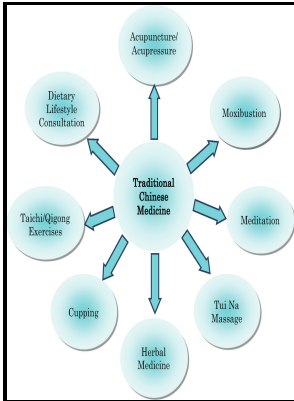 Acupuncture/
Acupressure
Dietary
Lifestyle
Consultation
Moxibustion
Traditional
Chinese
Medicine
Taichi/Qigong
Exercises
Meditation
Cupping
Tui Na
Massage
Herbal
Medicine